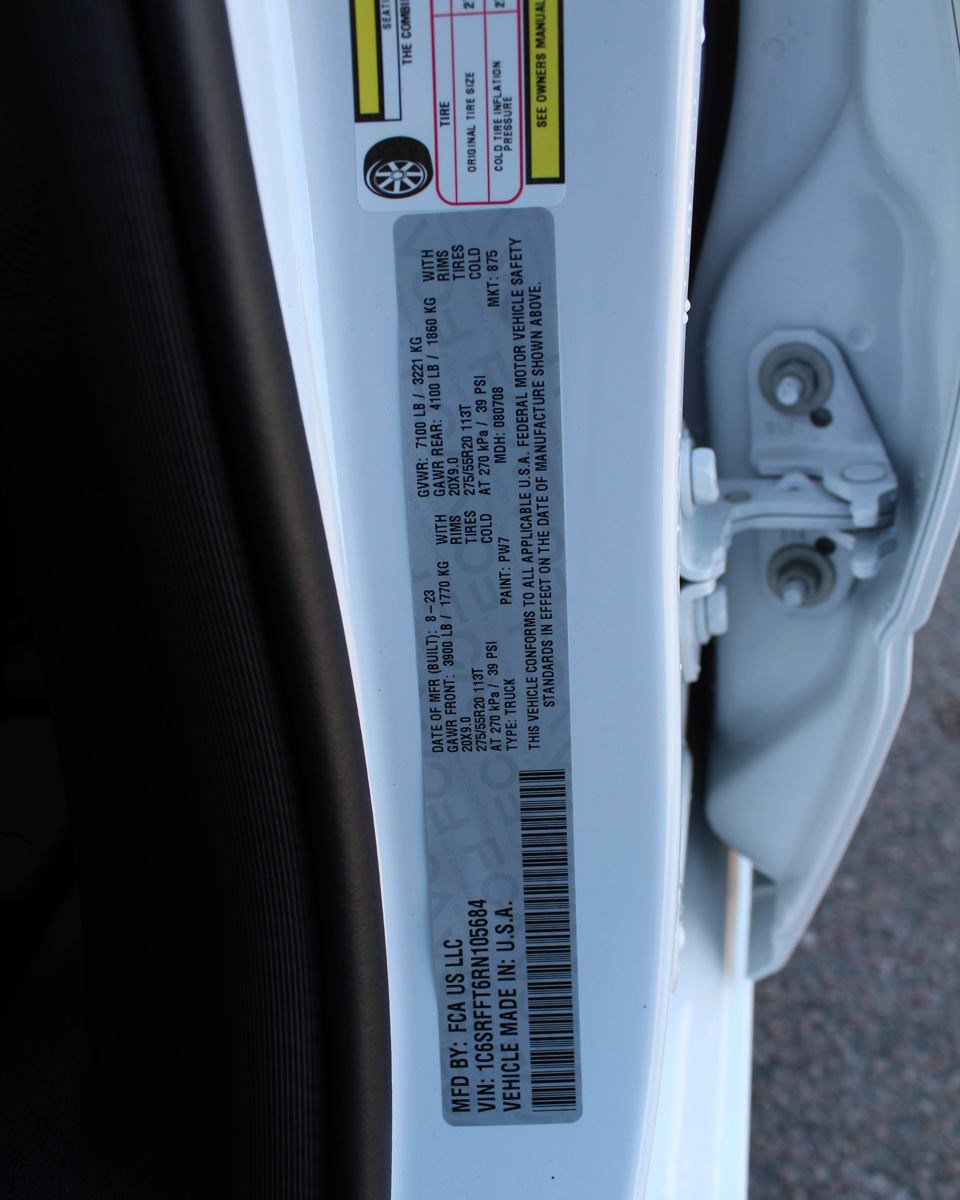 SEATI
THE COMBI
TIRE
ORIGINAL TIRE SIZE
COLD TIRE INFLATION
PRESSURE
SEE OWNERS MANUAL
MFD BY: FCA US LLC
VIN: 1C6SRFFT6RN105684
VEHICLE MADE IN: U.S.A.
DATE OF MFR (BUILT): 8-23 GVWR: 7100 LB / 3221 KG
GAWR FRONT: 3900 LB / 1770 KG WITH GAWR REAR: 4100 LB / 1860 KG WITH
20X9.0 RIMS 20X9.0 RIMS
275/55R20 113T TIRES 275/55R20 113T TIRES
AT 270 kPa / 39 PSI COLD AT 270 kPa / 39 PSI COLD
TYPE: TRUCK PAINT: PW7 MDH: 080708 MKT: 875
THIS VEHICLE CONFORMS TO ALL APPLICABLE U.S.A. FEDERAL MOTOR VEHICLE SAFETY
STANDARDS IN EFFECT ON THE DATE OF MANUFACTURE SHOWN ABOVE.